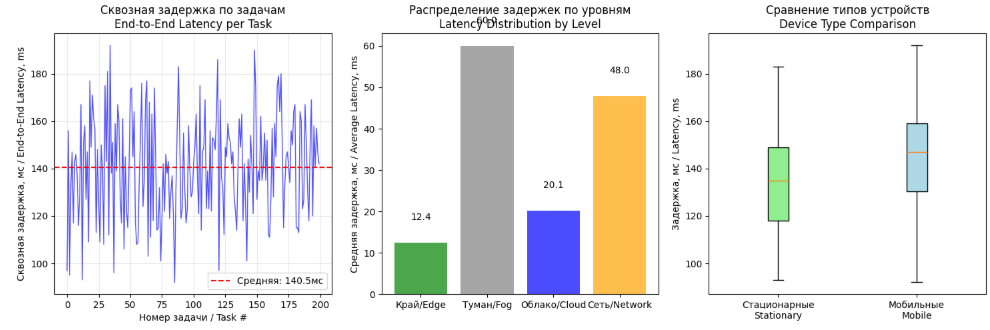 Сквозная задержка по задачам
End-to-End Latency per Task
Сквозная задержка, мс / End-to-End Latency, ms
180
160
140
120
100
0
25
50
75
100
125
150
175
200
Номер задачи / Task #
Средняя: 140.5мс
Распределение задержек по уровням
Latency Distribution by Level
Средняя задержка, мс / Average Latency, ms
60
50
40
30
20
10
0
12.4
60.0
20.1
48.0
Край/Edge
Туман/Fog
Облако/Cloud
Сеть/Network
Сравнение типов устройств
Device Type Comparison
Задержка, мс / Latency, ms
180
160
140
120
100
Стационарные
Stationary
Мобильные
Mobile